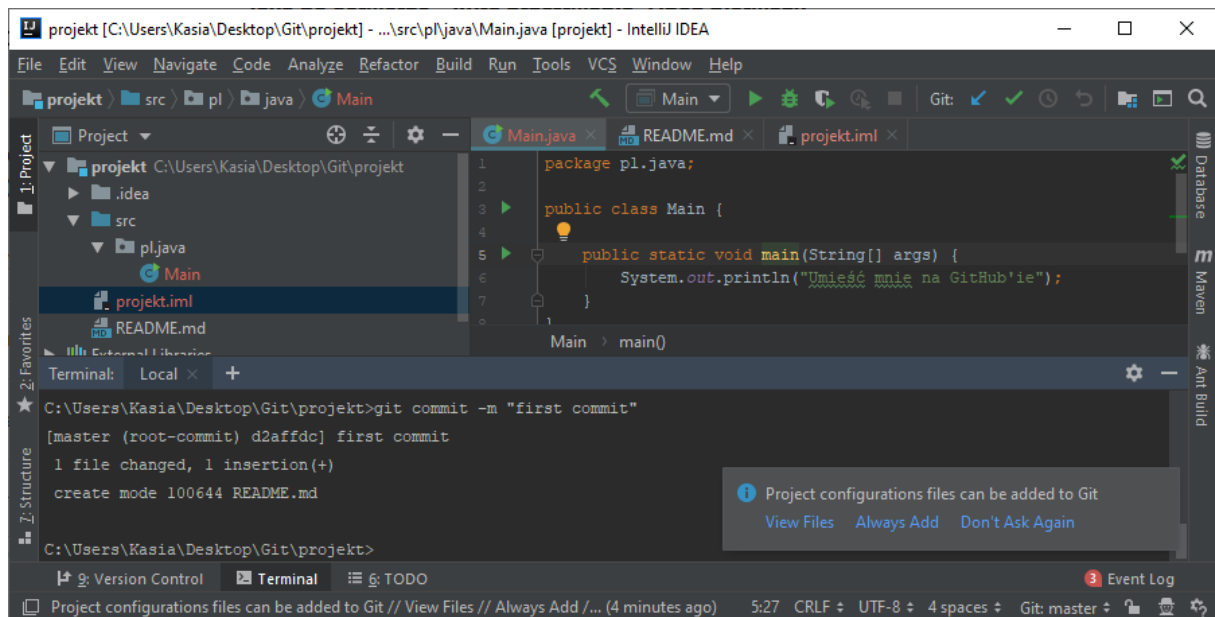 projekt [C:\Users\Kasia\Desktop\Git\projekt] - ...\src\pl\java\Main.java [projekt] - IntelliJ IDEA
File Edit View Navigate Code Analyze Refactor Build Run Tools VCS Window Help
projekt src pl java Main Main Git:
1: Project
Project
projekt C:\Users\Kasia\Desktop\Git\projekt
.idea
src
pl.java
Main
projekt.iml
README.md
External Libraries
Main.java README.md projekt.iml
1 package pl.java;
2
3 public class Main {
4
5 public static void main(String[] args) {
6 System.out.println("Umieść mnie na GitHub'ie");
7 }
8 }
Main > main()
Database
Maven
Ant Build
2: Favorites
7: Structure
Terminal: Local +
C:\Users\Kasia\Desktop\Git\projekt>git commit -m "first commit"
[master (root-commit) d2affdc] first commit
1 file changed, 1 insertion(+)
create mode 100644 README.md
C:\Users\Kasia\Desktop\Git\projekt>
Project configurations files can be added to Git
View Files Always Add Don't Ask Again
9: Version Control Terminal 6: TODO 3 Event Log
Project configurations files can be added to Git // View Files // Always Add /... (4 minutes ago) 5:27 CRLF UTF-8 4 spaces Git: master